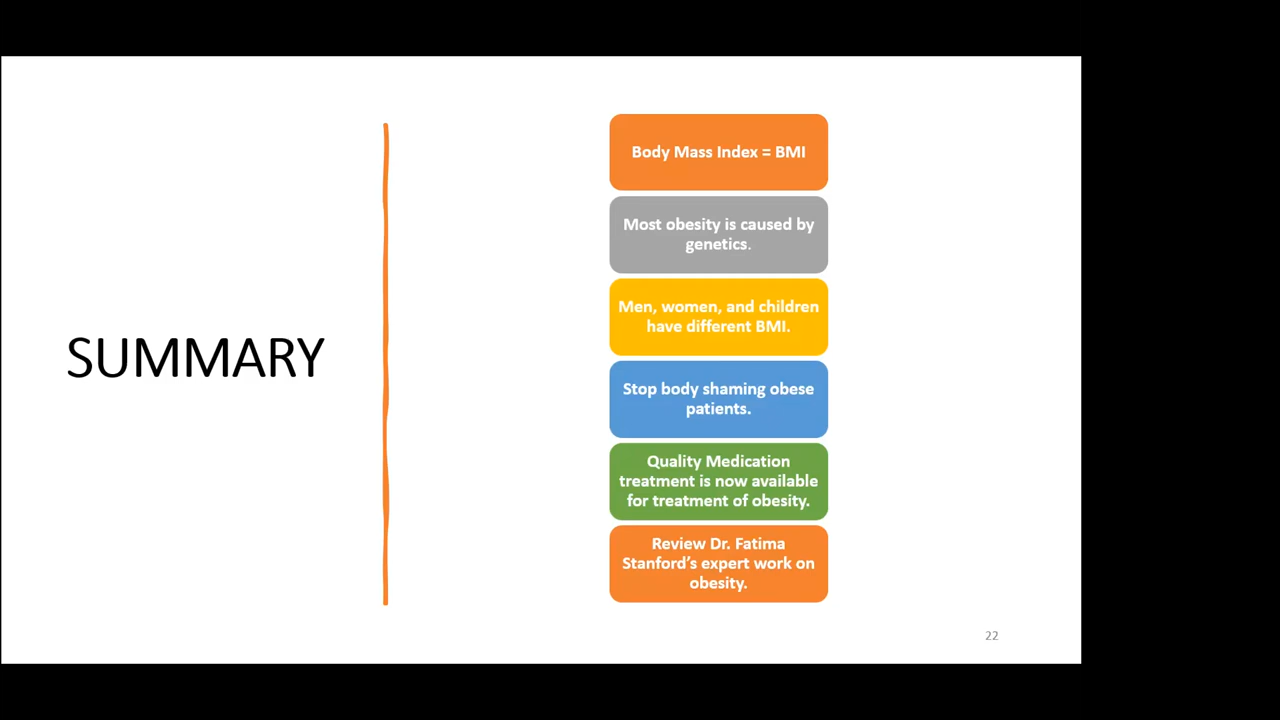 SUMMARY
Body Mass Index = BMI
Most obesity is caused by
genetics.
Men, women, and children
have different BMI.
Stop body shaming obese
patients.
Quality Medication
treatment is now available
for treatment of obesity.
Review Dr. Fatima
Stanford’s expert work on
obesity.
22